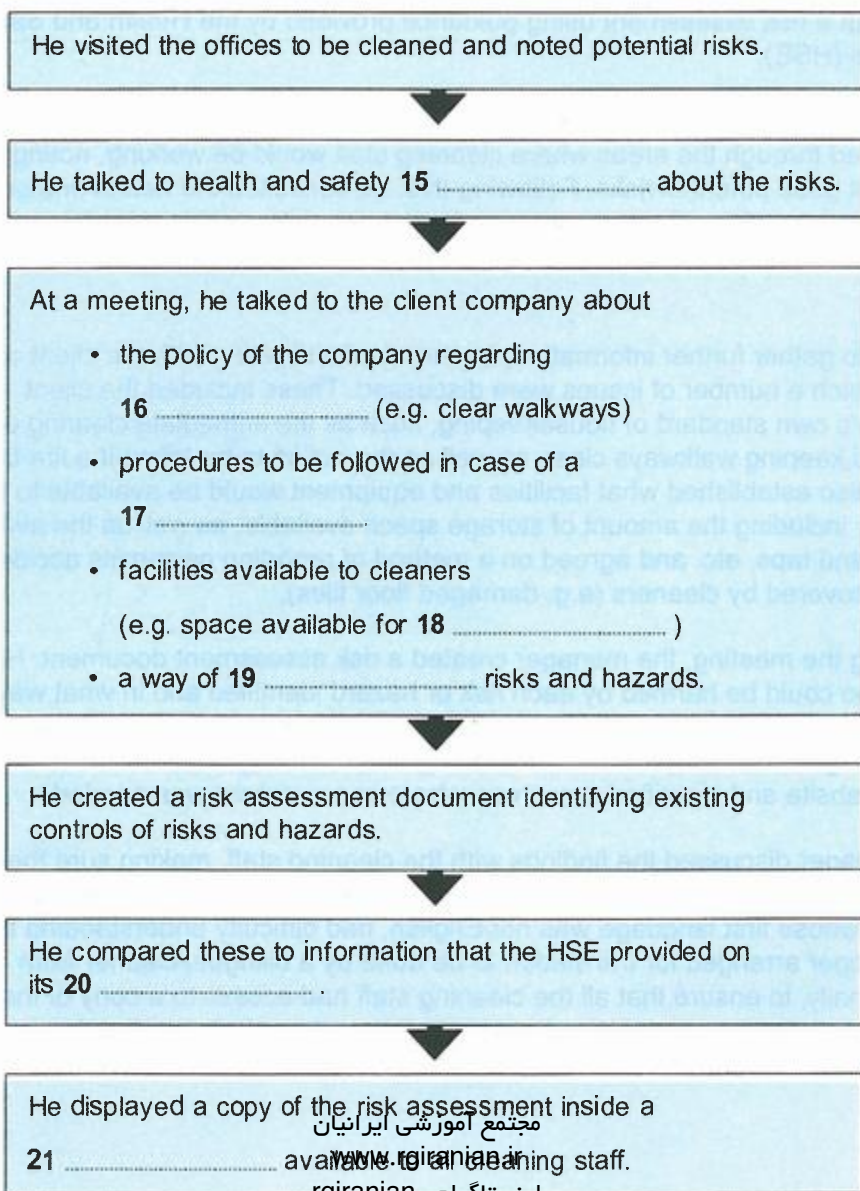 He visited the offices to be cleaned and noted potential risks.
He talked to health and safety 15 about the risks.
At a meeting, he talked to the client company about
• the policy of the company regarding
16 (e.g. clear walkways)
• procedures to be followed in case of a
17
• facilities available to cleaners
(e.g. space available for 18 )
• a way of 19 risks and hazards.
He created a risk assessment document identifying existing
controls of risks and hazards.
He compared these to information that the HSE provided on
its 20 .
He displayed a copy of the risk assessment inside a
مجتمع آموزشی ایرانیان
21 available to all cleaning staff.
www.rgiranian.ir
rgiranian